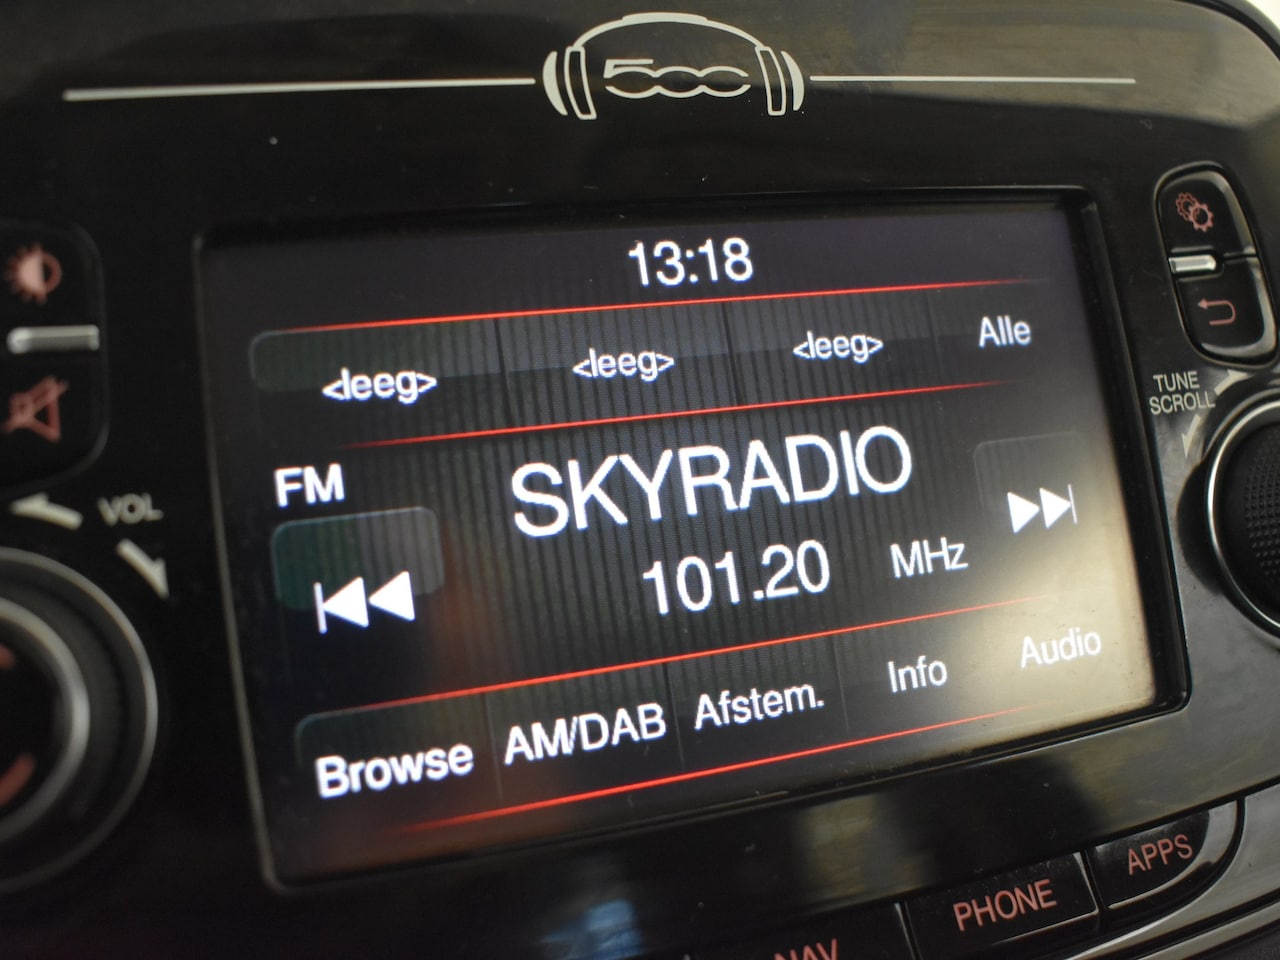 500
13:18
<leeg> <leeg> <leeg> Alle
TUNE
SCROLL
FM
SKYRADIO
VOL
101.20 MHz
Browse AM/DAB Afstem. Info Audio
NAV PHONE APPS